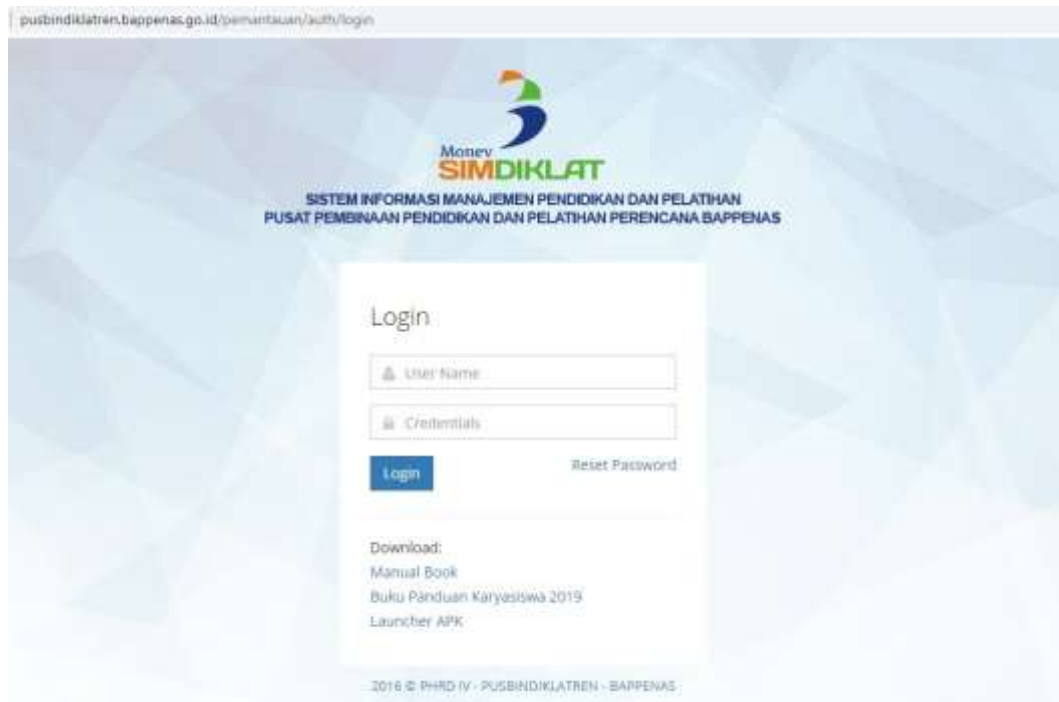 pusbindiklatren.bappenas.go.id/pemantauan/auth/login
Monev
SIMDIKLAT
SISTEM INFORMASI MANAJEMEN PENDIDIKAN DAN PELATIHAN
PUSAT PEMBINAAN PENDIDIKAN DAN PELATIHAN PERENCANA BAPPENAS
Login
User Name
Credentials
Login
Reset Password
Download:
Manual Book
Buku Panduan Karyasiswa 2019
Launcher APK
2016 © PHRD IV - PUSBINDIKLATREN - BAPPENAS